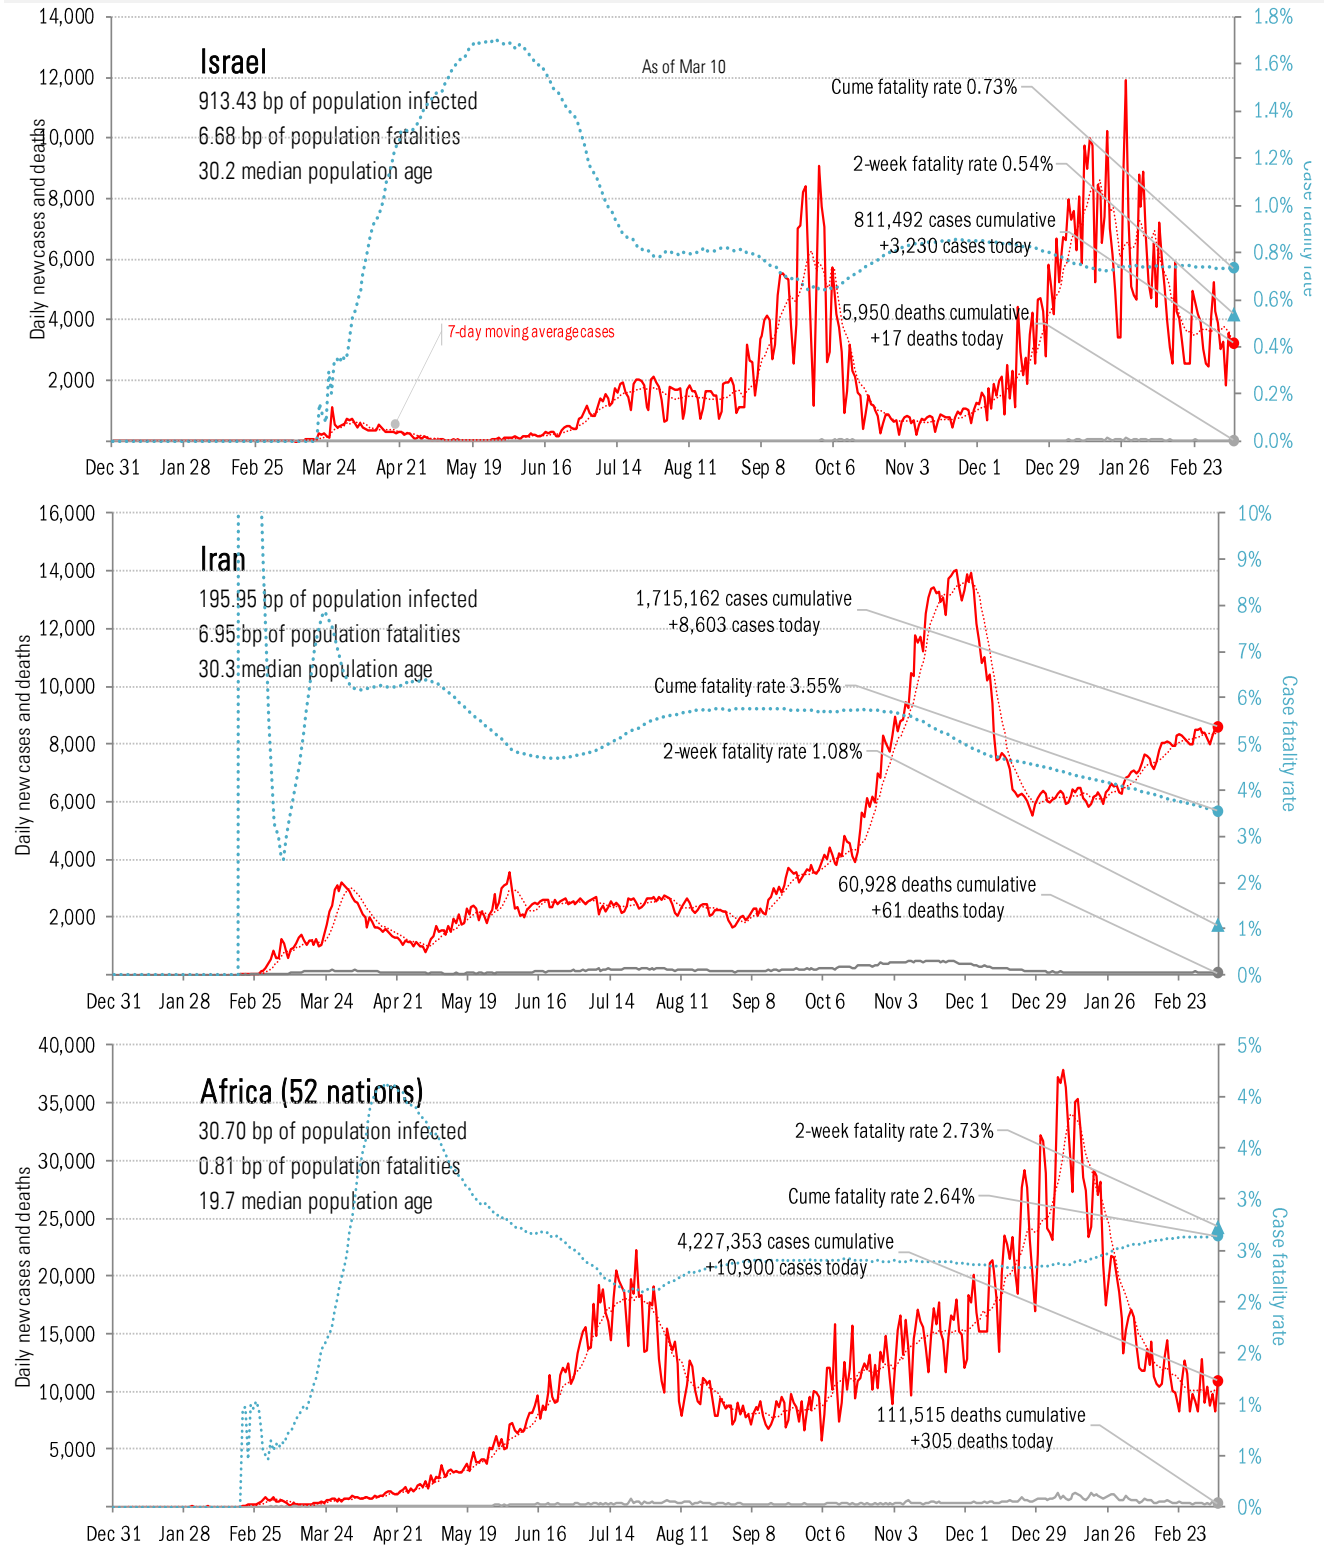 14,000
12,000
10,000
8,000
6,000
4,000
2,000
Daily new cases and deaths
Israel
913.43 bp of population infected
6.68 bp of population fatalities
30.2 median population age
As of Mar 10
7-day moving average cases
Cume fatality rate 0.73%
2-week fatality rate 0.54%
811,492 cases cumulative
+3,230 cases today
5,950 deaths cumulative
+17 deaths today
1.8%
1.6%
1.4%
1.2%
1.0%
0.8%
0.6%
0.4%
0.2%
0.0%
Case fatality rate
Dec 31 Jan 28 Feb 25 Mar 24 Apr 21 May 19 Jun 16 Jul 14 Aug 11 Sep 8 Oct 6 Nov 3 Dec 1 Dec 29 Jan 26 Feb 23
16,000
14,000
12,000
10,000
8,000
6,000
4,000
2,000
Daily new cases and deaths
Iran
195.95 bp of population infected
6.95 bp of population fatalities
30.3 median population age
1,715,162 cases cumulative
+8,603 cases today
Cume fatality rate 3.55%
2-week fatality rate 1.08%
60,928 deaths cumulative
+61 deaths today
10%
9%
8%
7%
6%
5%
4%
3%
2%
1%
0%
Case fatality rate
Dec 31 Jan 28 Feb 25 Mar 24 Apr 21 May 19 Jun 16 Jul 14 Aug 11 Sep 8 Oct 6 Nov 3 Dec 1 Dec 29 Jan 26 Feb 23
40,000
35,000
30,000
25,000
20,000
15,000
10,000
5,000
Daily new cases and deaths
Africa (52 nations)
30.70 bp of population infected
0.81 bp of population fatalities
19.7 median population age
2-week fatality rate 2.73%
Cume fatality rate 2.64%
4,227,353 cases cumulative
+10,900 cases today
111,515 deaths cumulative
+305 deaths today
5%
4%
4%
3%
3%
2%
2%
1%
1%
0%
Case fatality rate
Dec 31 Jan 28 Feb 25 Mar 24 Apr 21 May 19 Jun 16 Jul 14 Aug 11 Sep 8 Oct 6 Nov 3 Dec 1 Dec 29 Jan 26 Feb 23